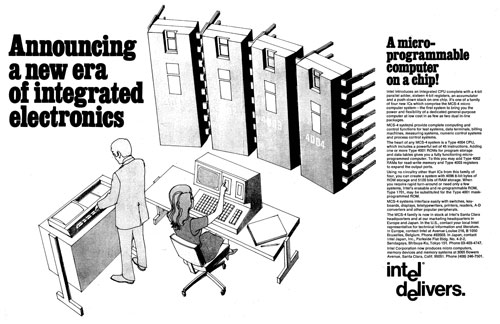 Announcing
a new era
of integrated
electronics
A micro-
programmable
computer
on a chip!
Intel introduces an integrated CPU complete with a 4-bit
parallel adder, sixteen 4-bit registers, an accumulator
and a push-down stack on one chip. It's one of a family
of four new ICs which comprise the MCS-4 micro
computer system—the first system to bring you the
power and flexibility of a dedicated general-purpose
computer at low cost in as few as two dual in-line
packages.
MCS-4 systems provide complete computing and
control functions for test systems, data terminals, billing
machines, measuring systems, numeric control systems
and process control systems.
The heart of any MCS-4 system is a Type 4004 CPU,
which includes a powerful set of 45 instructions. Adding
one or more Type 4001 ROMs for program storage
and data tables gives you a fully functioning micro-
programmed computer. To this you may add Type 4002
RAMs for read-write memory and Type 4003 registers
to expand the output ports.
Using no circuitry other than ICs from this family of
four, you can create a system with 4096 8-bit bytes of
ROM storage and 5120 bits of RAM storage. When
you require rapid turn-around or need only a few
systems, Intel's erasable and re-programmable ROM,
Type 1701, may be substituted for the Type 4001 mask-
programmed ROM.
MCS-4 systems interface easily with switches, key-
boards, displays, teletypewriters, printers, readers, A-D
converters and other popular peripherals.
The MCS-4 family is now in stock at Intel's Santa Clara
headquarters and at our marketing headquarters in
Europe and Japan. In the U.S., contact your local Intel
representative for technical information and literature.
In Europe, contact Intel at Avenue Louise 216, B 1050
Bruxelles, Belgium. Phone 492003. In Japan, contact
Intel Japan, Inc., Parkside Flat Bldg. No. 4-2-2,
Sendagaya, Shibuya-Ku, Tokyo 151. Phone 03-403-4747.
Intel Corporation now produces micro computers,
memory devices and memory systems at 3065 Bowers
Avenue, Santa Clara, Calif. 95051. Phone (408) 246-7501.
intel
delivers.